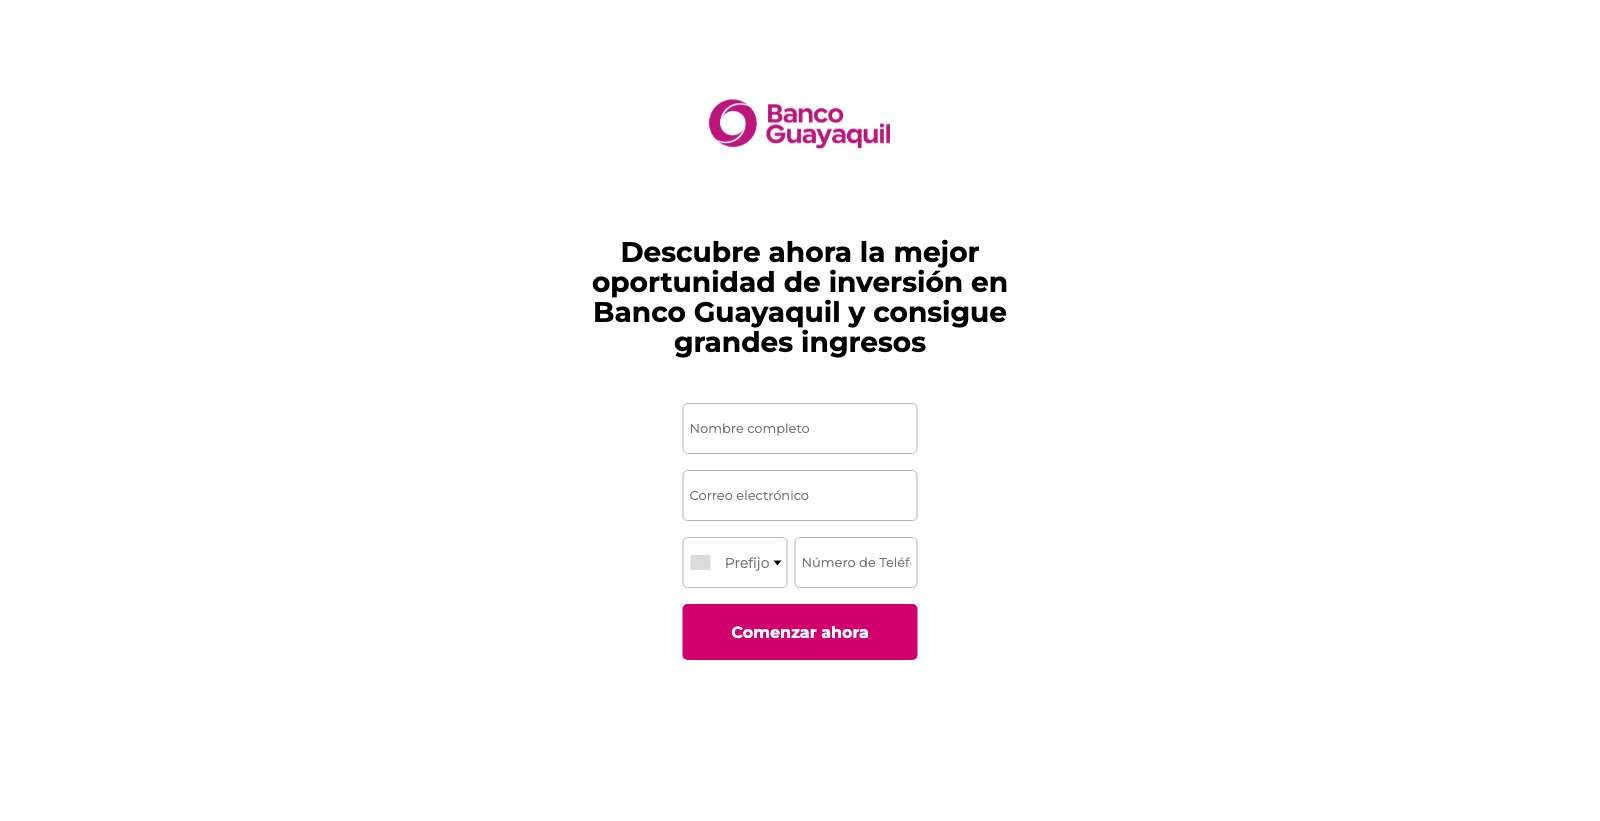 Banco
Guayaquil
Descubre ahora la mejor
oportunidad de inversión en
Banco Guayaquil y consigue
grandes ingresos
Nombre completo
Correo electrónico
Prefijo
Número de Teléf
Comenzar ahora